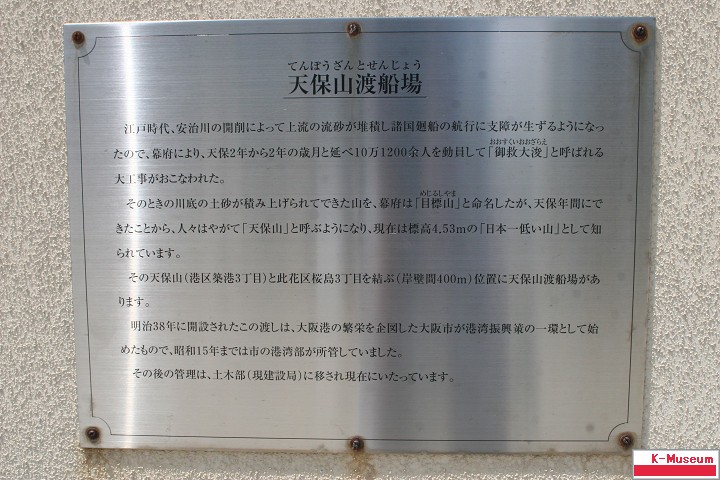 てんぽうざんとせんじょう
天保山渡船場
江戸時代、安治川の開削によって上流の流砂が堆積し諸国廻船の航行に支障が生ずるようになっ
おおすくいおおざらえ
たので、幕府により、天保2年から2年の歳月と延べ10万1200余人を動員して「御救大浚」と呼ばれる
大工事がおこなわれた。
めじるしやま
そのときの川底の土砂が積み上げられてできた山を、幕府は「目標山」と命名したが、天保年間にで
きたことから、人々はやがて「天保山」と呼ぶようになり、現在は標高4.53mの「日本一低い山」として知
られています。
その天保山(港区築港3丁目)と此花区桜島3丁目を結ぶ(岸壁間400m)位置に天保山渡船場があ
ります。
明治38年に開設されたこの渡しは、大阪港の繁栄を企図した大阪市が港湾振興策の一環として始
めたもので、昭和15年までは市の港湾部が所管していました。
その後の管理は、土木部(現建設局)に移され現在にいたっています。
K-Museum